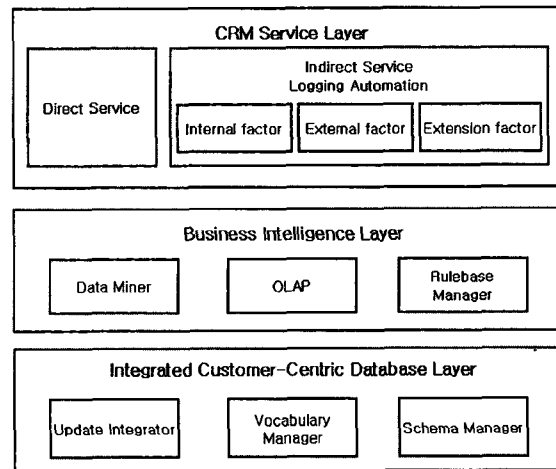 CRM Service Layer
Direct Service
Indirect Service
Logging Automation
Internal factor
External factor
Extension factor
Business Intelligence Layer
Data Miner
OLAP
Rulebase
Manager
Integrated Customer-Centric Database Layer
Update Integrator
Vocabulary
Manager
Schema Manager